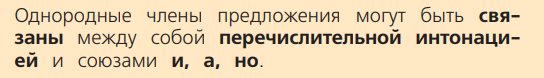 Однородные члены предложения могут быть свя-
заны между собой перечислительной интонаци-
ей и союзами и, а, но.